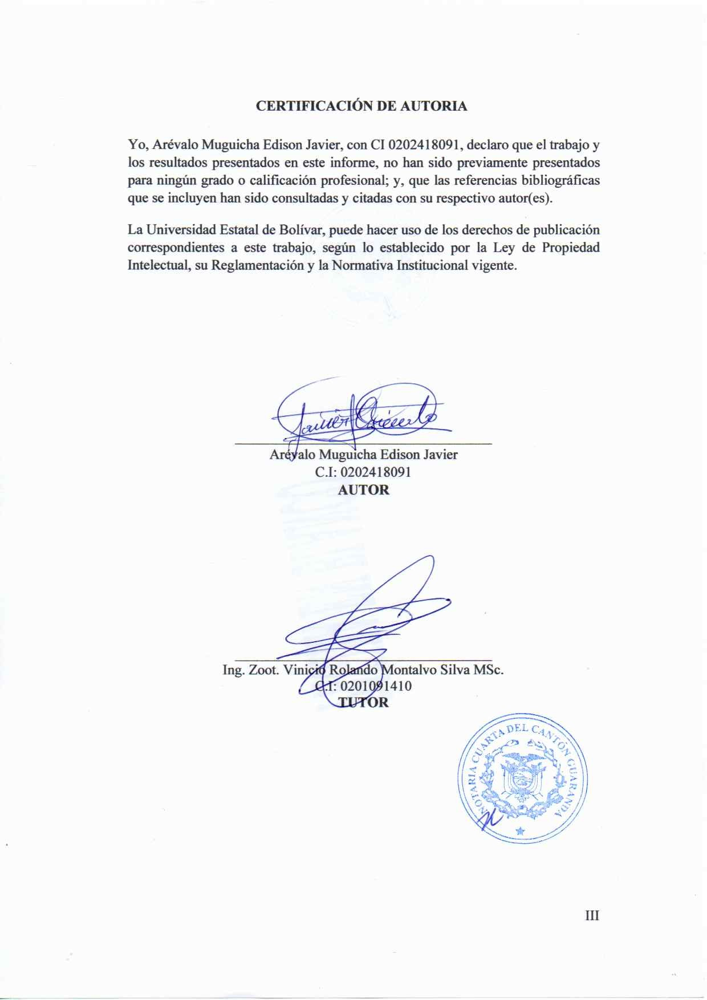 CERTIFICACIÓN DE AUTORIA
Yo, Arévalo Muguicha Edison Javier, con CI 0202418091, declaro que el trabajo y
los resultados presentados en este informe, no han sido previamente presentados
para ningún grado o calificación profesional; y, que las referencias bibliográficas
que se incluyen han sido consultadas y citadas con su respectivo autor(es).
La Universidad Estatal de Bolívar, puede hacer uso de los derechos de publicación
correspondientes a este trabajo, según lo establecido por la Ley de Propiedad
Intelectual, su Reglamentación y la Normativa Institucional vigente.
Arévalo Muguicha Edison Javier
C.I: 0202418091
AUTOR
Ing. Zoot. Vinicio Rolando Montalvo Silva MSc.
C.I: 0201091410
TUTOR
NOTARIA CUARTA DEL CANTÓN GUARANDA
III